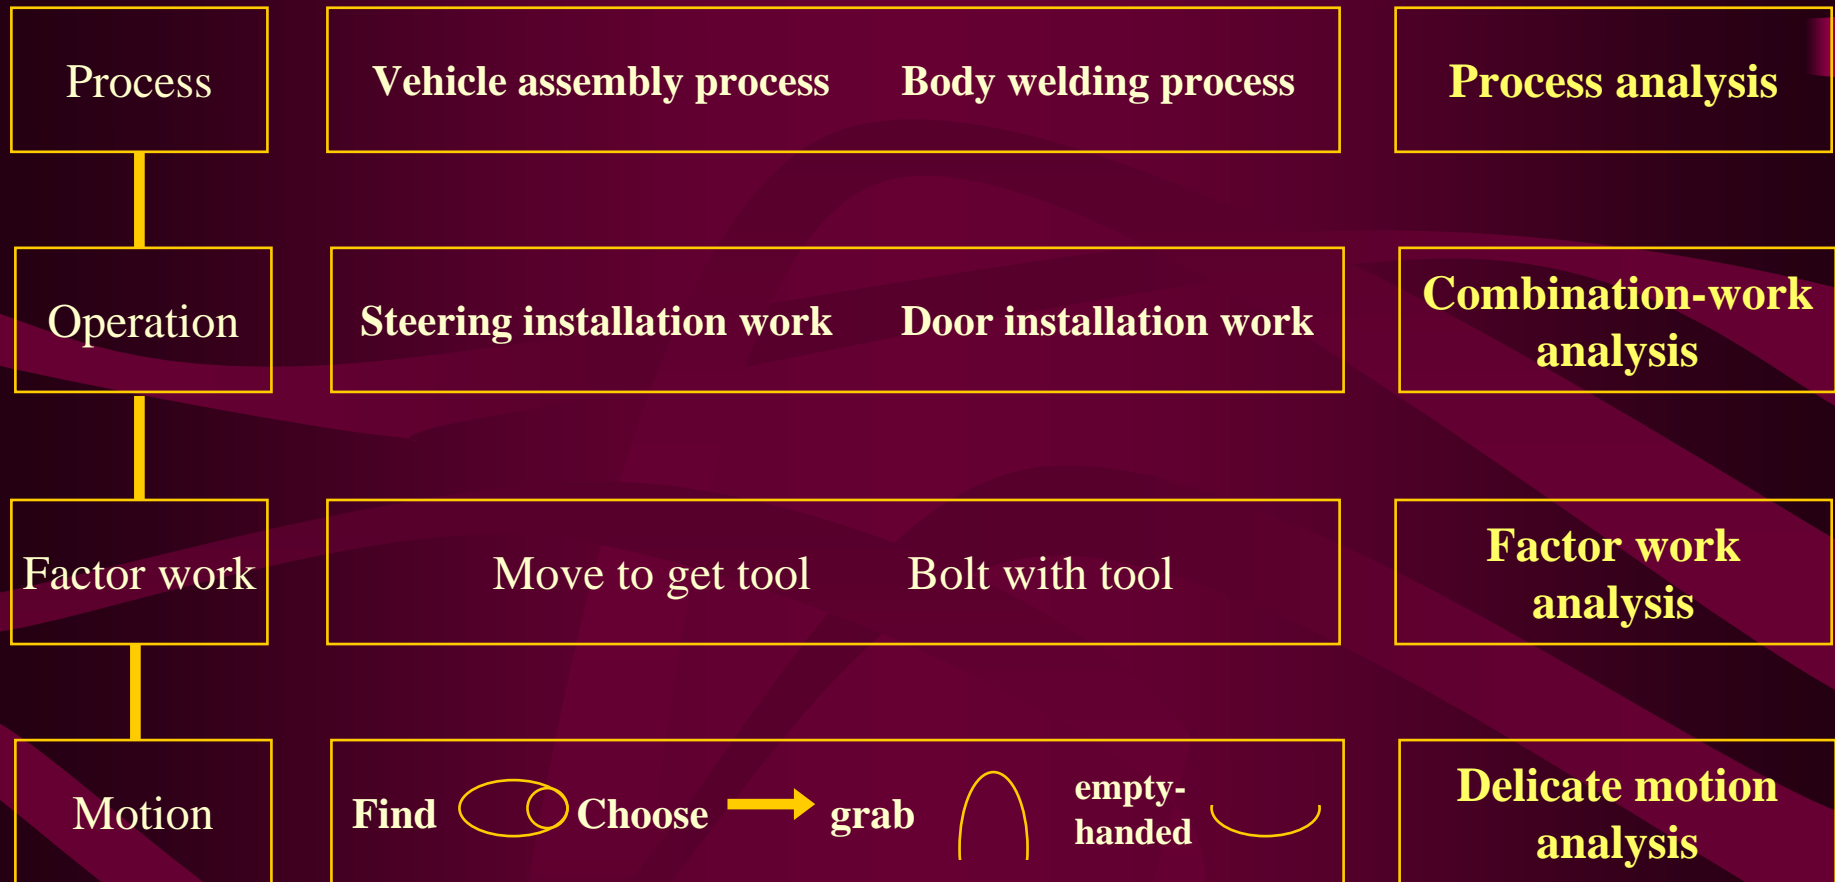 Process
Vehicle assembly process Body welding process
Process analysis
Operation
Steering installation work Door installation work
Combination-work
analysis
Factor work
Move to get tool Bolt with tool
Factor work
analysis
Motion
Find Choose grab
empty-
handed
Delicate motion
analysis